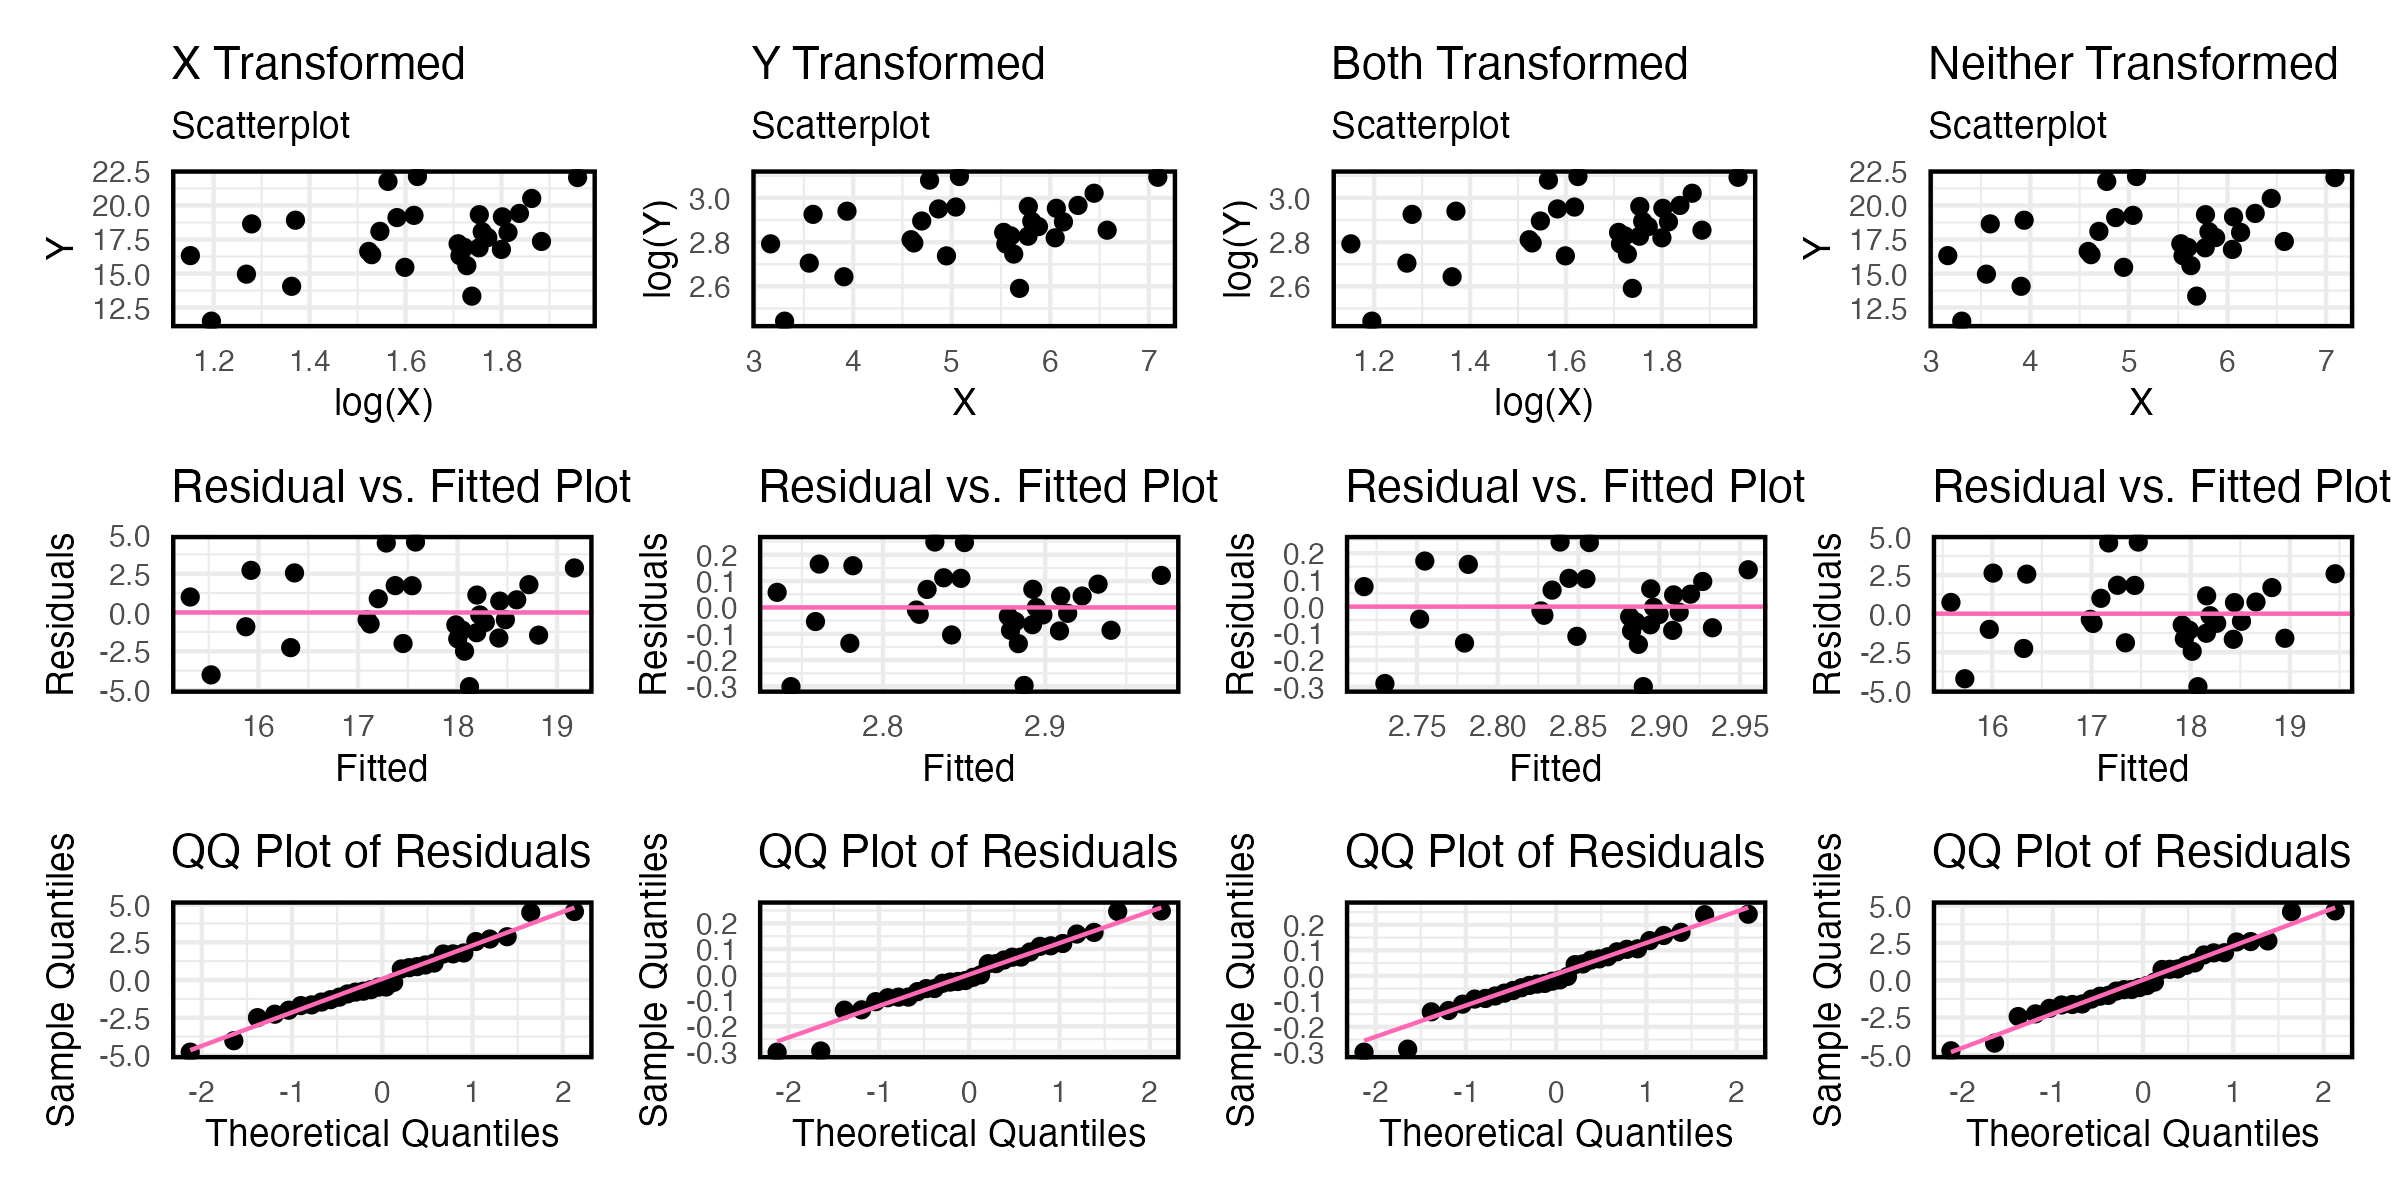 X Transformed
Scatterplot
Y
22.5
20.0
17.5
15.0
12.5
1.2 1.4 1.6 1.8
log(X)
Residual vs. Fitted Plot
Residuals
5.0
2.5
0.0
-2.5
-5.0
16 17 18 19
Fitted
QQ Plot of Residuals
Sample Quantiles
5.0
2.5
0.0
-2.5
-5.0
-2 -1 0 1 2
Theoretical Quantiles
Y Transformed
Scatterplot
log(Y)
3.0
2.8
2.6
3 4 5 6 7
X
Residual vs. Fitted Plot
Residuals
0.2
0.1
0.0
-0.1
-0.2
-0.3
2.8 2.9
Fitted
QQ Plot of Residuals
Sample Quantiles
0.2
0.1
0.0
-0.1
-0.2
-0.3
-2 -1 0 1 2
Theoretical Quantiles
Both Transformed
Scatterplot
log(Y)
3.0
2.8
2.6
1.2 1.4 1.6 1.8
log(X)
Residual vs. Fitted Plot
Residuals
0.2
0.1
0.0
-0.1
-0.2
-0.3
2.75 2.80 2.85 2.90 2.95
Fitted
QQ Plot of Residuals
Sample Quantiles
0.2
0.1
0.0
-0.1
-0.2
-0.3
-2 -1 0 1 2
Theoretical Quantiles
Neither Transformed
Scatterplot
Y
22.5
20.0
17.5
15.0
12.5
3 4 5 6 7
X
Residual vs. Fitted Plot
Residuals
5.0
2.5
0.0
-2.5
-5.0
16 17 18 19
Fitted
QQ Plot of Residuals
Sample Quantiles
5.0
2.5
0.0
-2.5
-5.0
-2 -1 0 1 2
Theoretical Quantiles